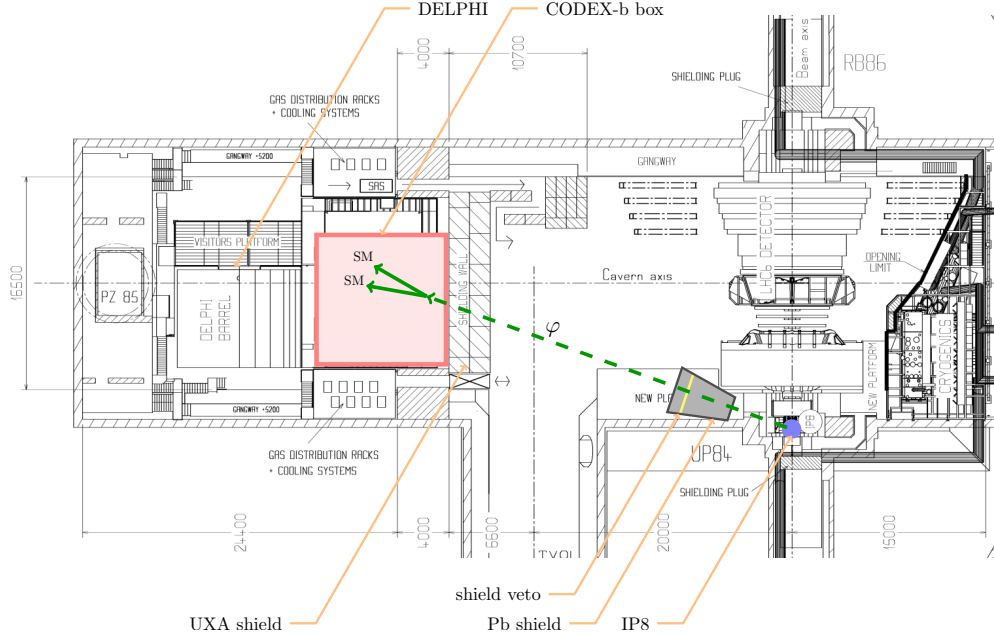 DELPHI
CODEX-b box
4000
10700
Beam axis
RB86
SHIELDING PLUG
GAS DISTRIBUTION RACKS
+ COOLING SYSTEMS
GANGWAY +5200
GANGWAY
SAS
LHCb DETECTOR
VISITORS PLATFORM
SM
SM
SHIELDING WALL
Cavern axis
OPENING
LIMIT
16500
PZ 85
DELPHI
BARREL
φ
NEW PLATFORM
CRYOGENICS
P8
GANGWAY +5200
GAS DISTRIBUTION RACKS
+ COOLING SYSTEMS
UP84
SHIELDING PLUG
24400
4000
6600
20000
15000
shield veto
UXA shield
Pb shield
IP8